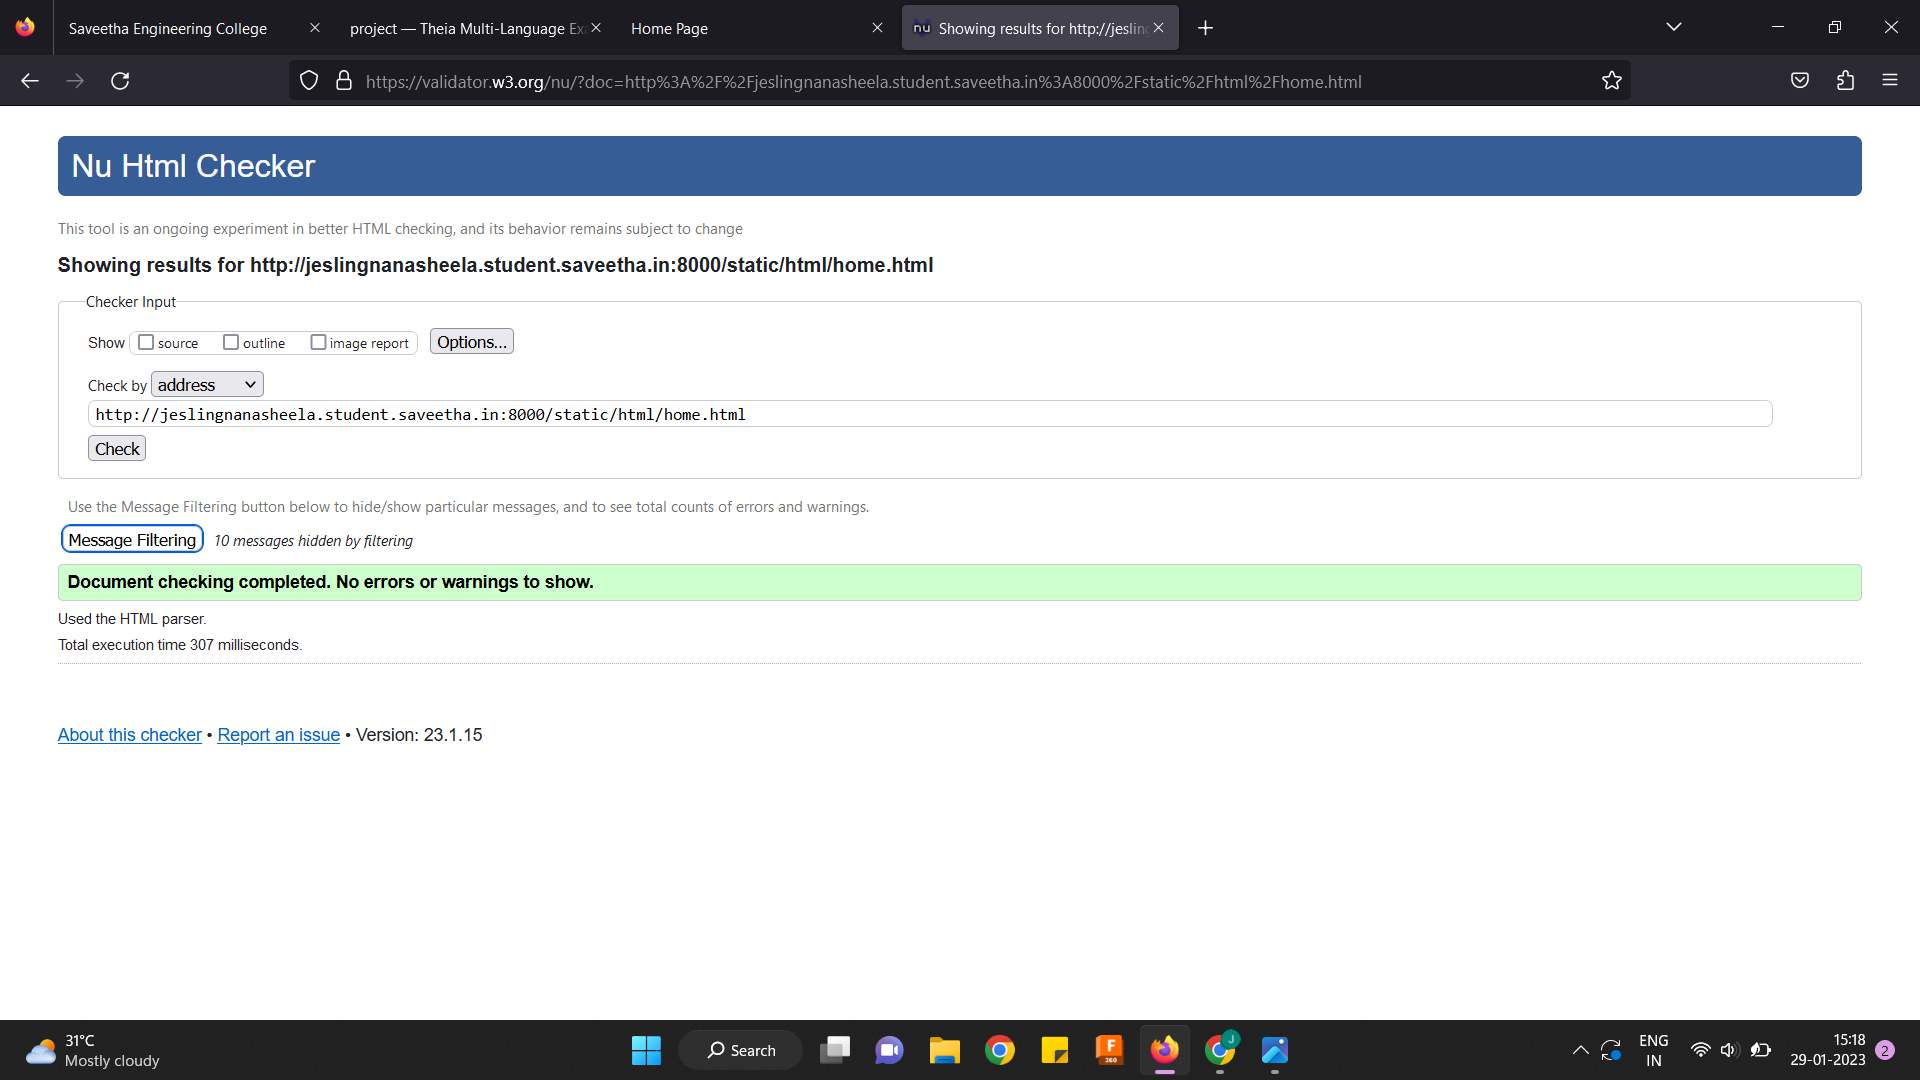 Saveetha Engineering College
project — Theia Multi-Language Ex
Home Page
nu Showing results for http://jesling
https://validator.w3.org/nu/?doc=http%3A%2F%2Fjeslingnanasheela.student.saveetha.in%3A8000%2Fstatic%2Fhtml%2Fhome.html
Nu Html Checker
This tool is an ongoing experiment in better HTML checking, and its behavior remains subject to change
Showing results for http://jeslingnanasheela.student.saveetha.in:8000/static/html/home.html
Checker Input
Show source outline image report Options...
Check by address
http://jeslingnanasheela.student.saveetha.in:8000/static/html/home.html
Check
Use the Message Filtering button below to hide/show particular messages, and to see total counts of errors and warnings.
Message Filtering 10 messages hidden by filtering
Document checking completed. No errors or warnings to show.
Used the HTML parser.
Total execution time 307 milliseconds.
About this checker • Report an issue • Version: 23.1.15
31°C
Mostly cloudy
Search
F
360
J
ENG
IN
15:18
29-01-2023
2